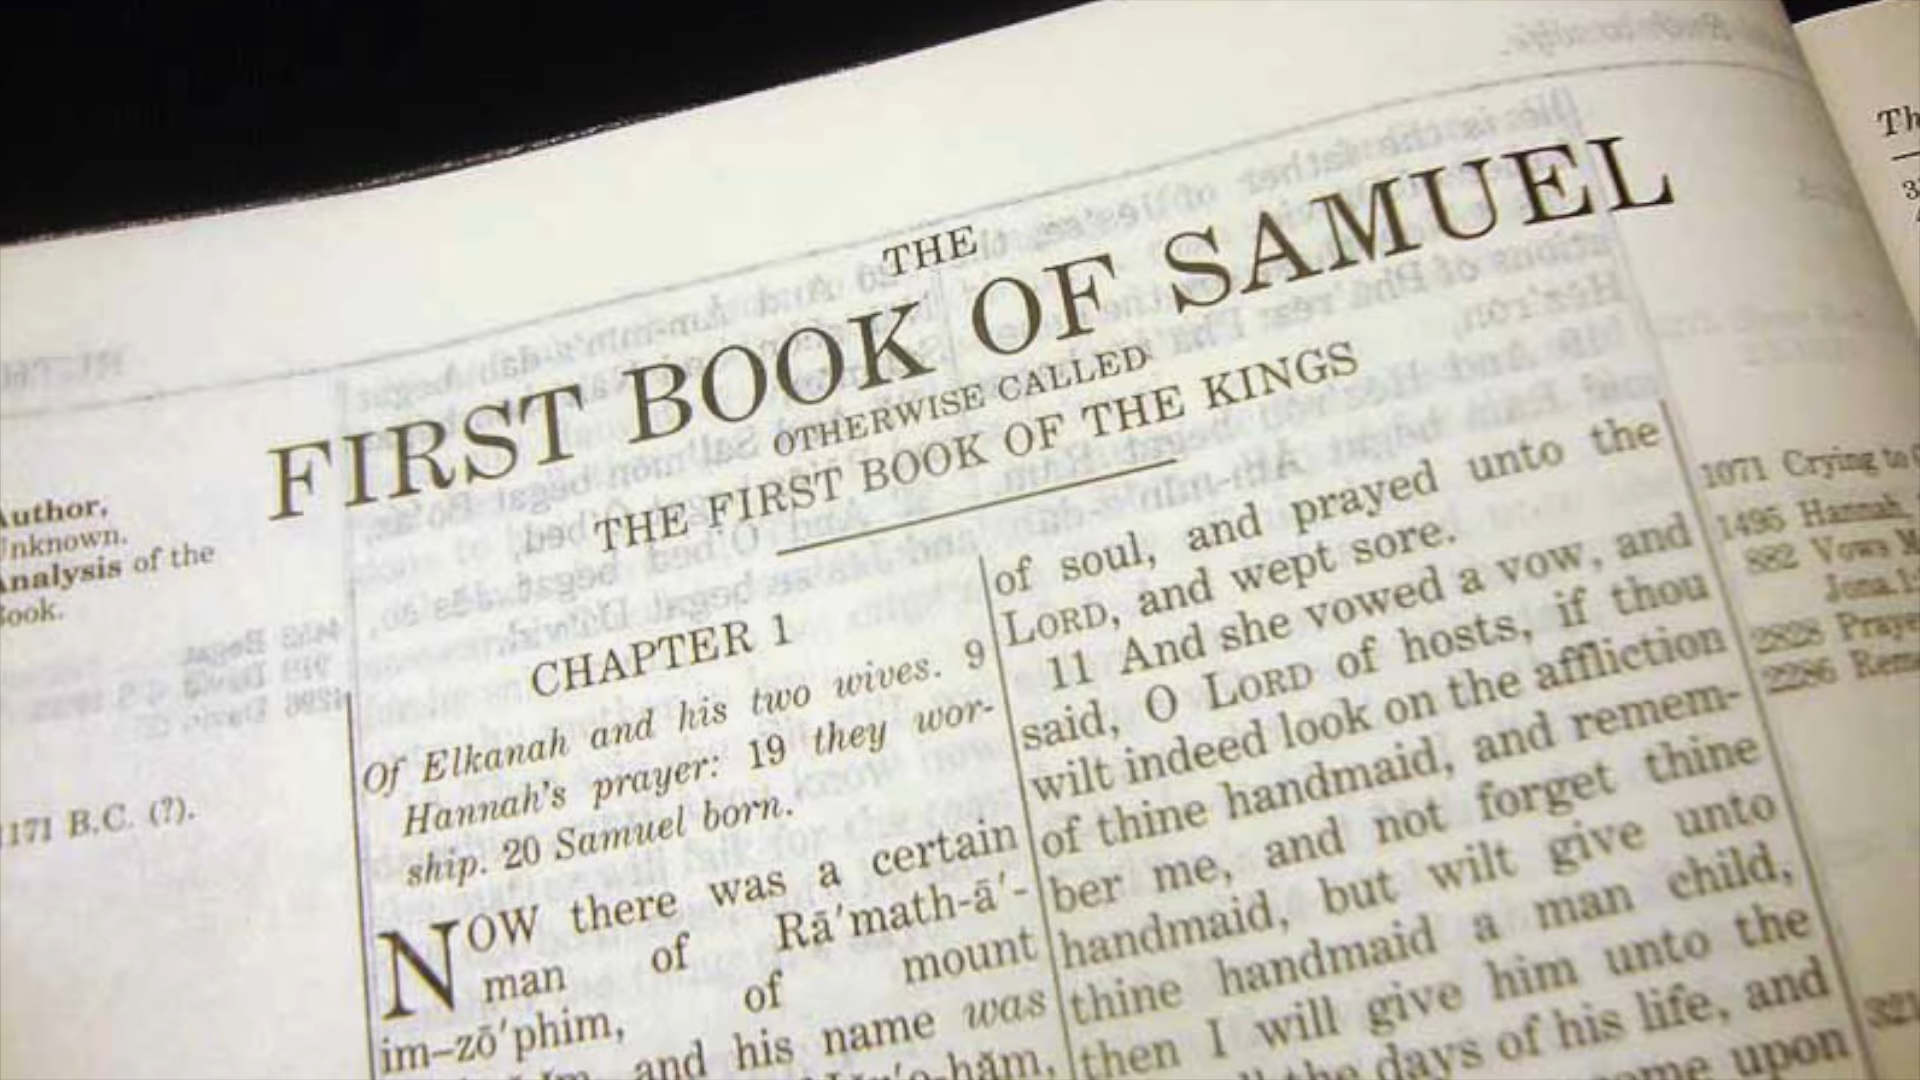 THE
FIRST BOOK OF SAMUEL
OTHERWISE CALLED
THE FIRST BOOK OF THE KINGS
Author,
Unknown.
Analysis of the
Book.
1171 B.C. (?).
CHAPTER 1
Of Elkanah and his two wives. 9
Hannah's prayer: 19 they wor-
ship. 20 Samuel born.
NOW there was a certain
man of Rā′math-ā′-
im–zō′phim, of mount
and his name was
of soul, and prayed unto the
LORD, and wept sore.
11 And she vowed a vow, and
said, O LORD of hosts, if thou
wilt indeed look on the affliction
of thine handmaid, and remem-
ber me, and not forget thine
handmaid, but wilt give unto
thine handmaid a man child,
then I will give him unto the
the days of his life, and
upon
1071 Crying to
1495 Hannah
882 Vows
Jona.1:
2828
2286
Th